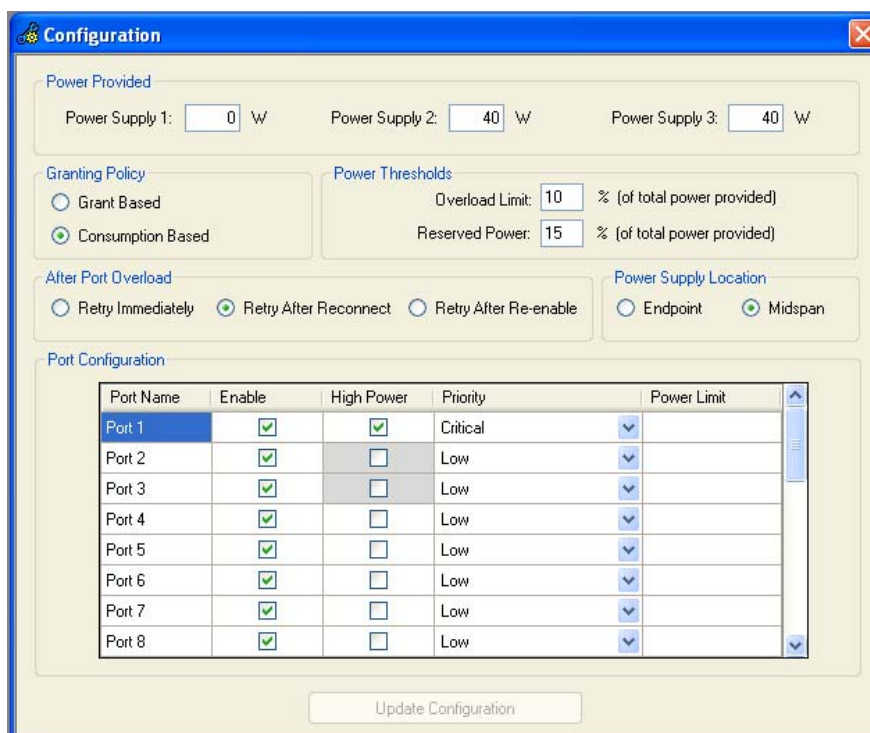 Configuration
Power Provided
Power Supply 1: 0 W Power Supply 2: 40 W Power Supply 3: 40 W
Granting Policy
Grant Based
Consumption Based
Power Thresholds
Overload Limit: 10 % (of total power provided)
Reserved Power: 15 % (of total power provided)
After Port Overload
Retry Immediately Retry After Reconnect Retry After Re-enable
Power Supply Location
Endpoint Midspan
Port Configuration
Port Name Enable High Power Priority Power Limit
Port 1 Critical
Port 2 Low
Port 3 Low
Port 4 Low
Port 5 Low
Port 6 Low
Port 7 Low
Port 8 Low
Update Configuration